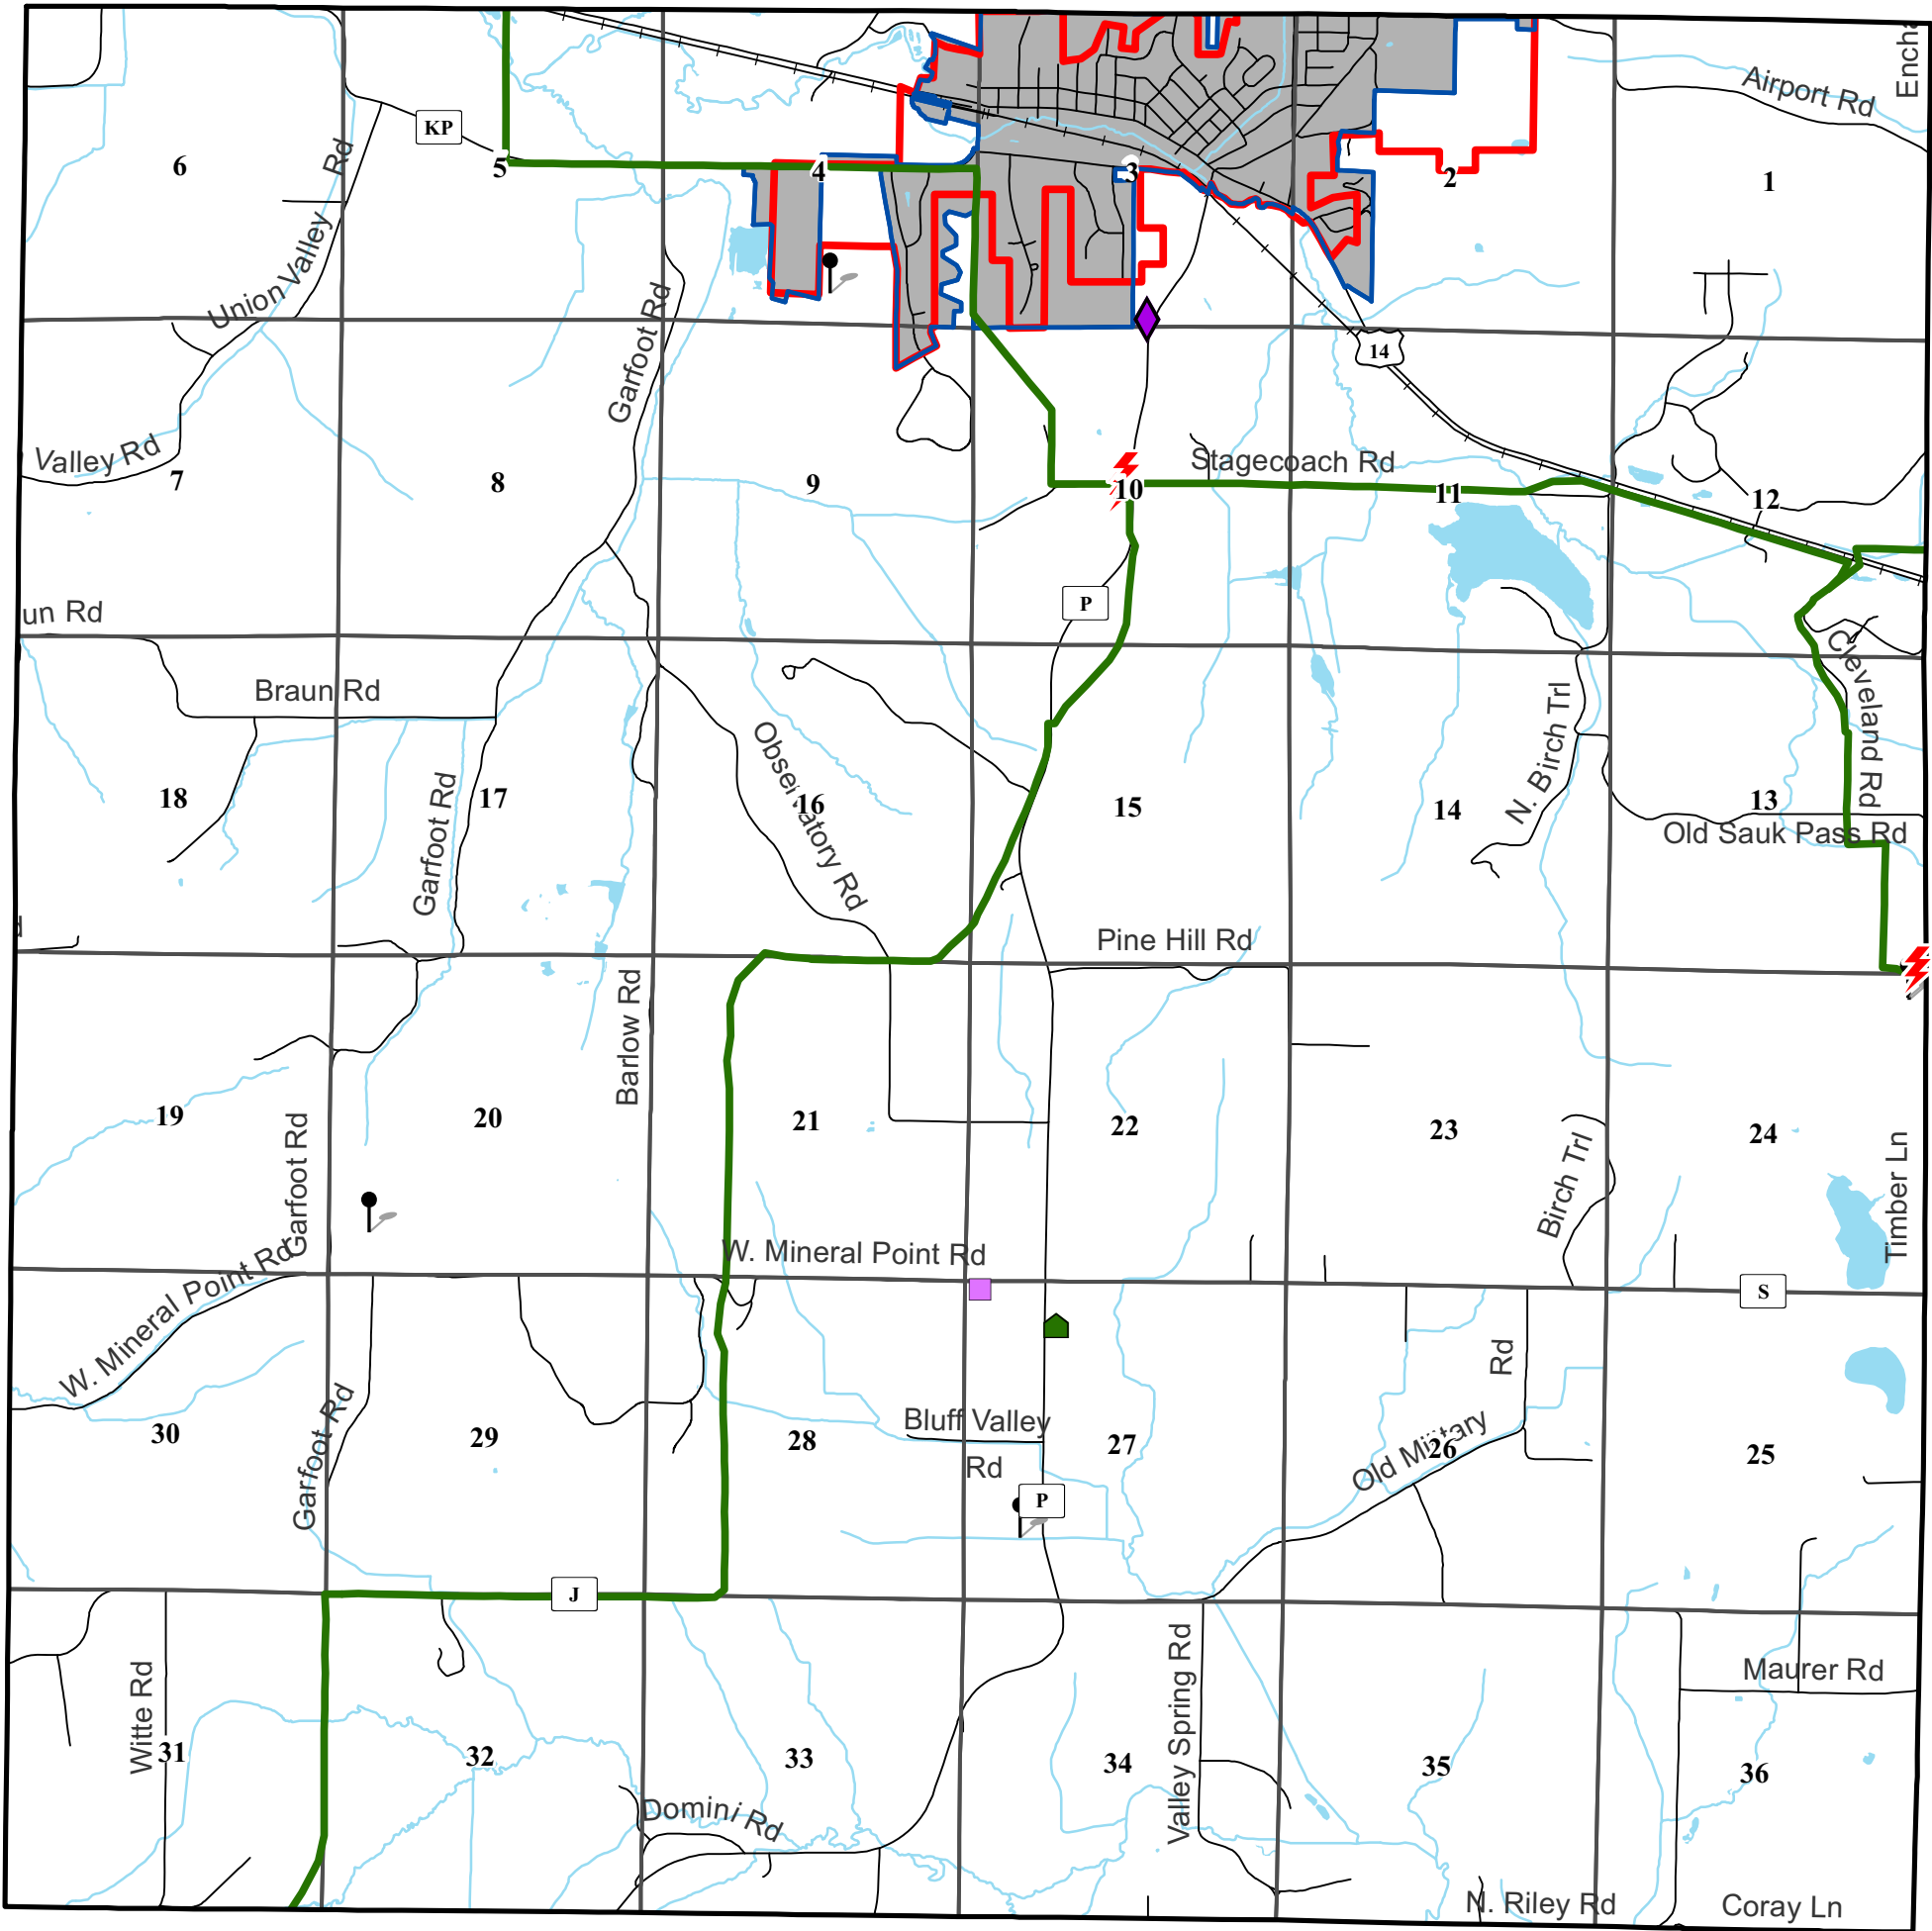 Encha
Airport Rd
KP
Rd
6
5
4
3
2
1
Union Valley
Garfoot Rd
14
Valley Rd
7
8
9
Stagecoach Rd
10
11
12
un Rd
P
Braun Rd
Cleveland Rd
N. Birch Trl
Observatory Rd
Garfoot Rd
18
17
16
15
14
13
Old Sauk Pass Rd
Pine Hill Rd
Barlow Rd
19
20
21
22
23
24
Garfoot Rd
Birch Trl
Timber Ln
W. Mineral Point Rd
W. Mineral Point Rd
S
Rd
Garfoot Rd
Bluff Valley
Rd
Old Military
30
29
28
27
26
25
P
J
Witte Rd
Valley Spring Rd
Maurer Rd
31
32
33
34
35
36
Domini Rd
N. Riley Rd
Coray Ln